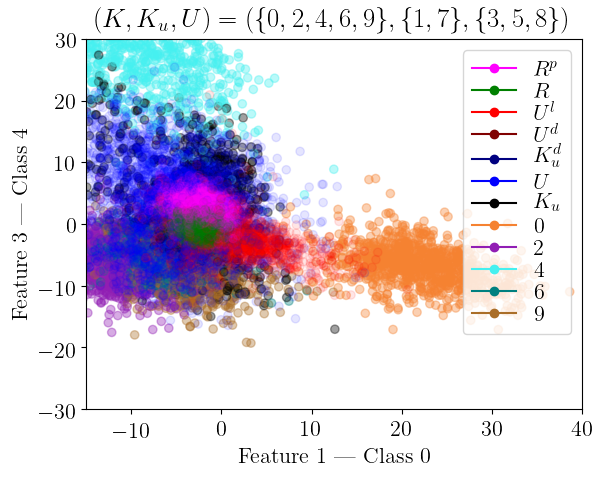 (K, K_u, U) = ({0, 2, 4, 6, 9}, {1, 7}, {3, 5, 8})
30
20
10
0
−10
−20
−30
Feature 3 — Class 4
−10 0 10 20 30 40
Feature 1 — Class 0
R^p
R
U^l
U^d
K_u^d
U
K_u
0
2
4
6
9